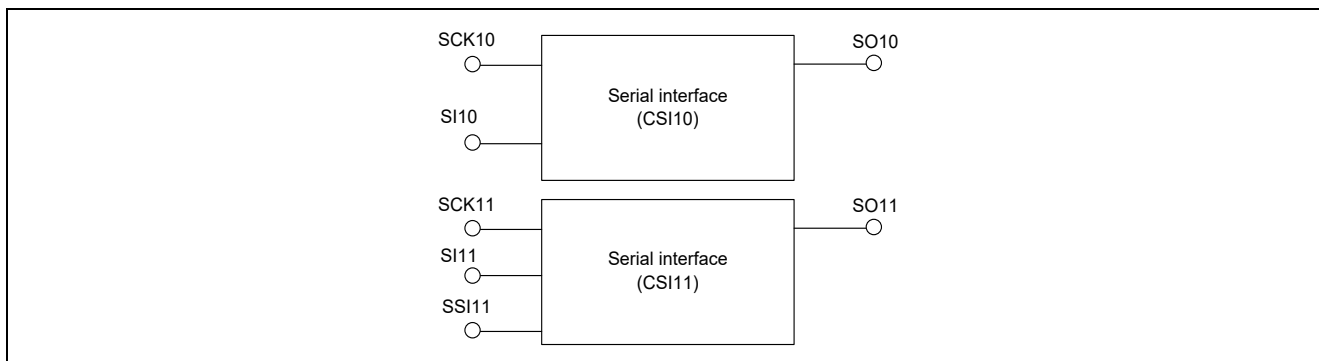 SCK10
SO10
Serial interface
(CSI10)
SI10
SCK11
SO11
SI11
Serial interface
(CSI11)
SSI11